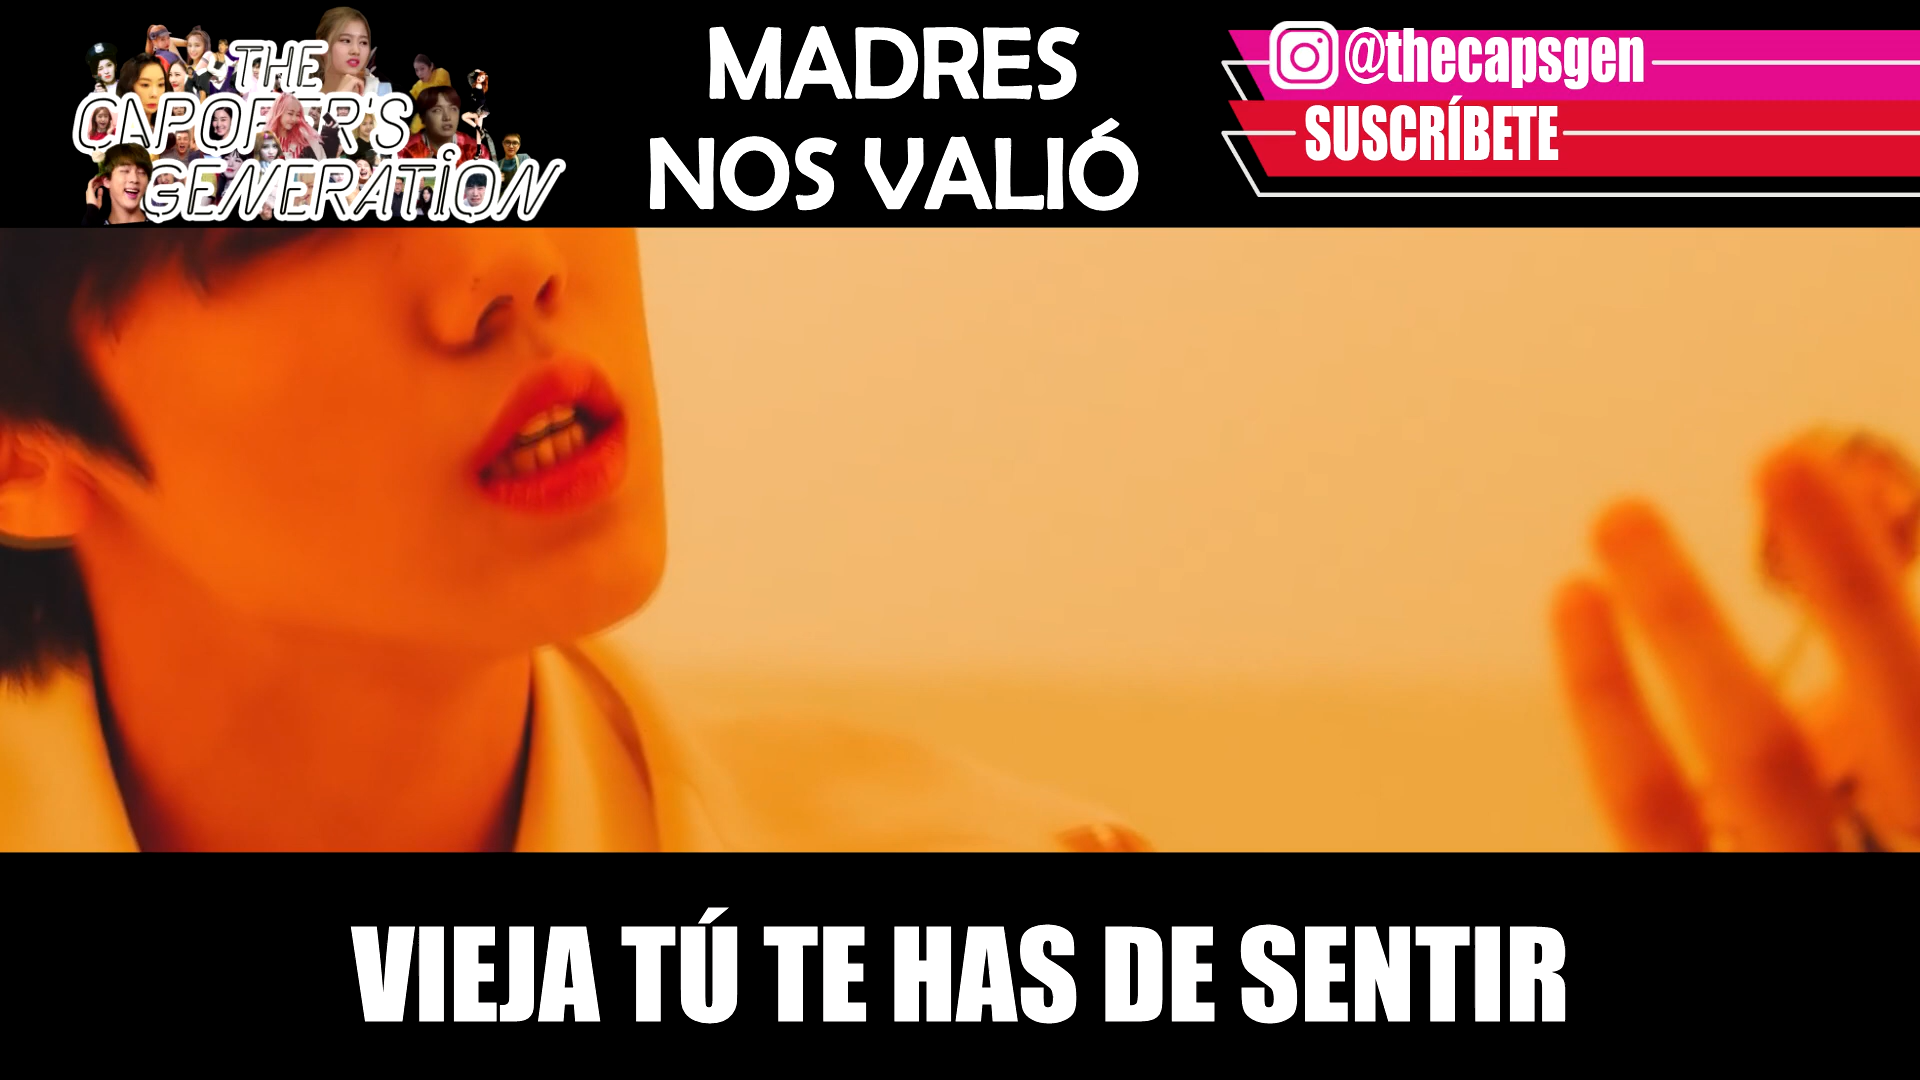 THE
CAPOPER'S
GENERATiON
MADRES
NOS VALIÓ
@thecapsgen
SUSCRÍBETE
VIEJA TÚ TE HAS DE SENTIR